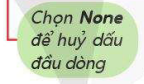 Chọn None
để huỷ dấu
đầu dòng